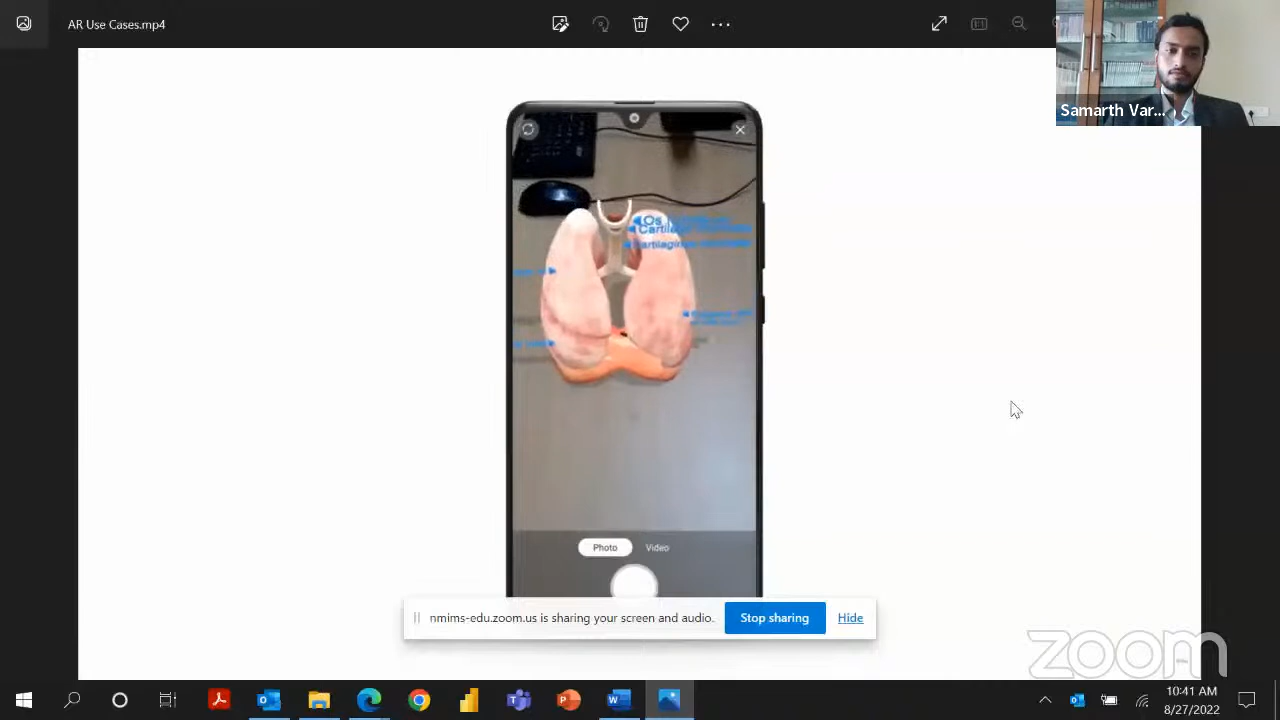 AR Use Cases.mp4
Samarth Var...
Os
Photo
Video
nmims-edu.zoom.us is sharing your screen and audio.
Stop sharing
Hide
zoom
10:41 AM
8/27/2022